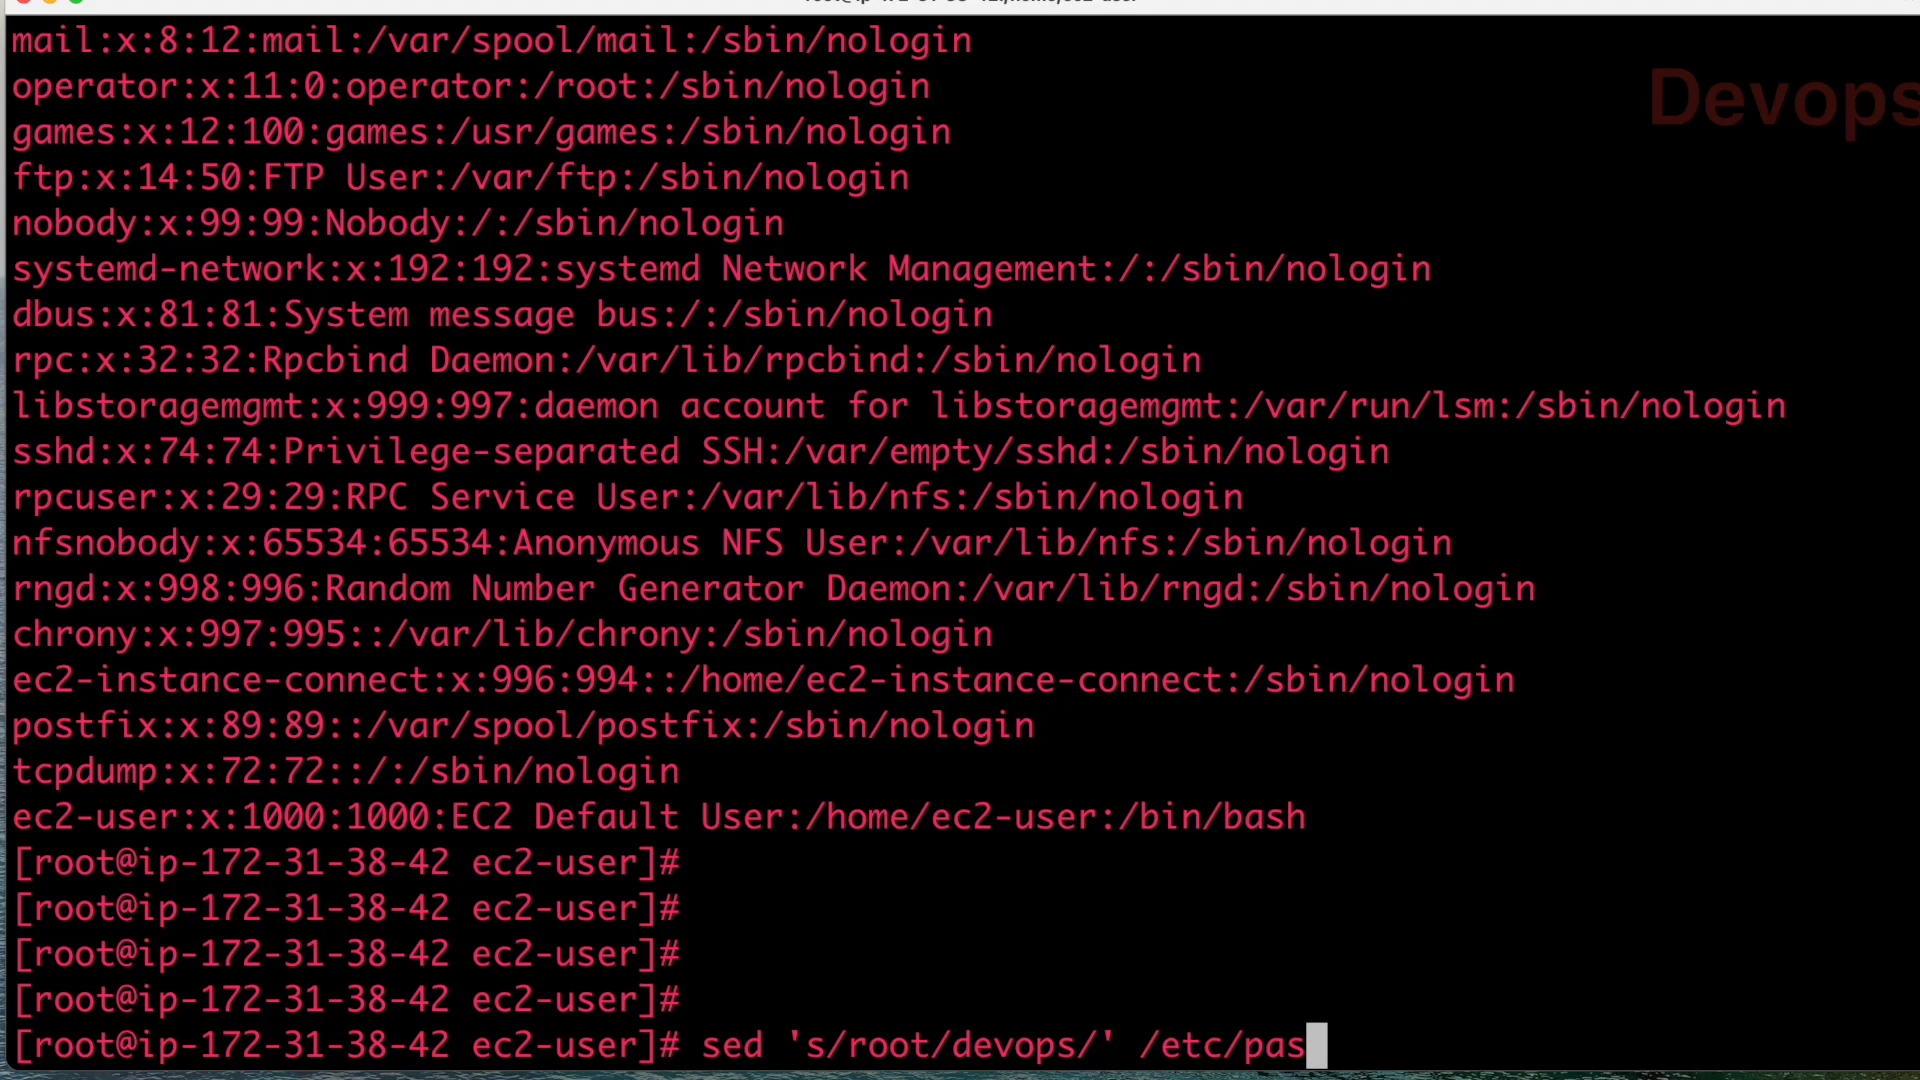 mail:x:8:12:mail:/var/spool/mail:/sbin/nologin
operator:x:11:0:operator:/root:/sbin/nologin
Devops
games:x:12:100:games:/usr/games:/sbin/nologin
ftp:x:14:50:FTP User:/var/ftp:/sbin/nologin
nobody:x:99:99:Nobody:/:/sbin/nologin
systemd-network:x:192:192:systemd Network Management:/:/sbin/nologin
dbus:x:81:81:System message bus:/:/sbin/nologin
rpc:x:32:32:Rpcbind Daemon:/var/lib/rpcbind:/sbin/nologin
libstoragemgmt:x:999:997:daemon account for libstoragemgmt:/var/run/lsm:/sbin/nologin
sshd:x:74:74:Privilege-separated SSH:/var/empty/sshd:/sbin/nologin
rpcuser:x:29:29:RPC Service User:/var/lib/nfs:/sbin/nologin
nfsnobody:x:65534:65534:Anonymous NFS User:/var/lib/nfs:/sbin/nologin
rngd:x:998:996:Random Number Generator Daemon:/var/lib/rngd:/sbin/nologin
chrony:x:997:995::/var/lib/chrony:/sbin/nologin
ec2-instance-connect:x:996:994::/home/ec2-instance-connect:/sbin/nologin
postfix:x:89:89::/var/spool/postfix:/sbin/nologin
tcpdump:x:72:72::/:/sbin/nologin
ec2-user:x:1000:1000:EC2 Default User:/home/ec2-user:/bin/bash
[root@ip-172-31-38-42 ec2-user]#
[root@ip-172-31-38-42 ec2-user]#
[root@ip-172-31-38-42 ec2-user]#
[root@ip-172-31-38-42 ec2-user]#
[root@ip-172-31-38-42 ec2-user]# sed 's/root/devops/' /etc/pas